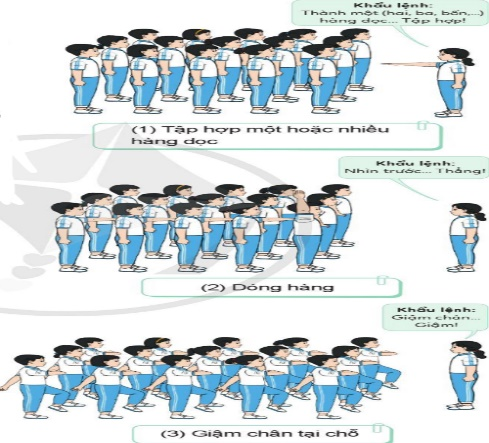 Khẩu lệnh:
Thành một (hai, ba, bốn,...)
hàng dọc... Tập hợp!
(1) Tập hợp một hoặc nhiều
hàng dọc
Khẩu lệnh:
Nhìn trước... Thẳng!
(2) Dóng hàng
Khẩu lệnh:
Giậm chân...
Giậm!
(3) Giậm chân tại chỗ